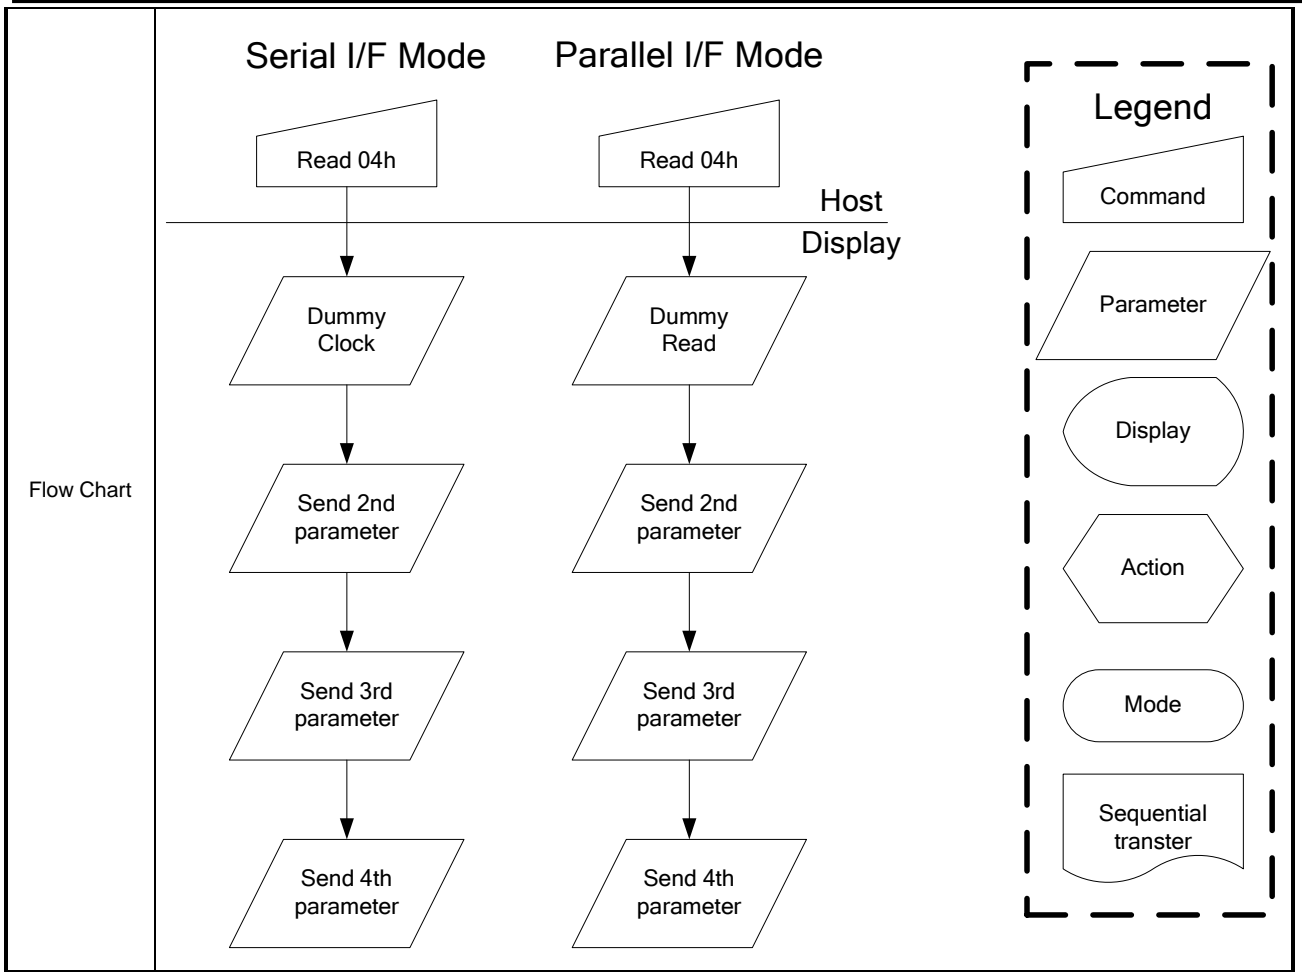 Flow Chart
Serial I/F Mode
Read 04h
Dummy
Clock
Send 2nd
parameter
Send 3rd
parameter
Send 4th
parameter
Parallel I/F Mode
Read 04h
Host
Display
Dummy
Read
Send 2nd
parameter
Send 3rd
parameter
Send 4th
parameter
Legend
Command
Parameter
Display
Action
Mode
Sequential
transter